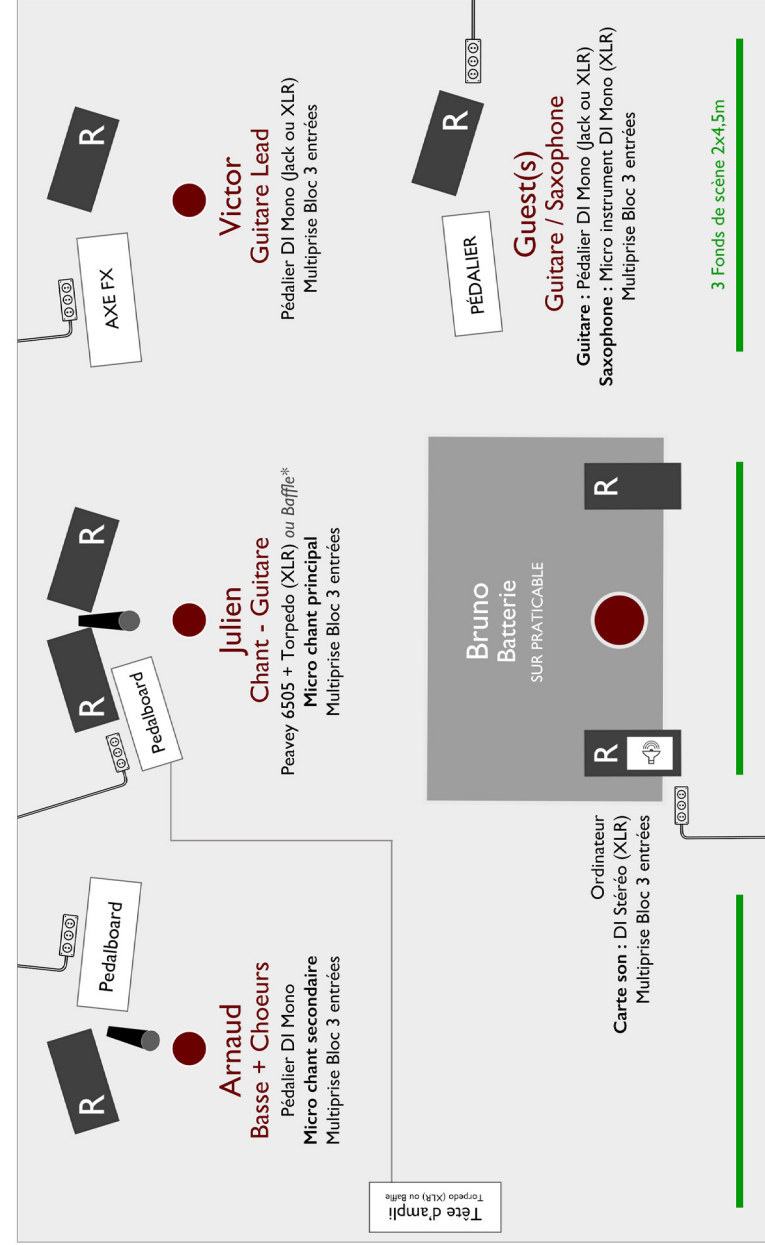 R
Pedalboard
Arnaud
Basse + Choeurs
Pédalier DI Mono
Micro chant secondaire
Multiprise Bloc 3 entrées
R
R
Pedalboard
Julien
Chant - Guitare
Peavey 6505 + Torpedo (XLR) ou Baffle*
Micro chant principal
Multiprise Bloc 3 entrées
AXE FX
R
Victor
Guitare Lead
Pédalier DI Mono (Jack ou XLR)
Multiprise Bloc 3 entrées
Tête d'ampli
Torpedo (XLR) ou Baffle
Bruno
Batterie
SUR PRATICABLE
R
R
Ordinateur
Carte son : DI Stéréo (XLR)
Multiprise Bloc 3 entrées
PÉDALIER
R
Guest(s)
Guitare / Saxophone
Guitare : Pédalier DI Mono (Jack ou XLR)
Saxophone : Micro instrument DI Mono (XLR)
Multiprise Bloc 3 entrées
3 Fonds de scène 2x4,5m